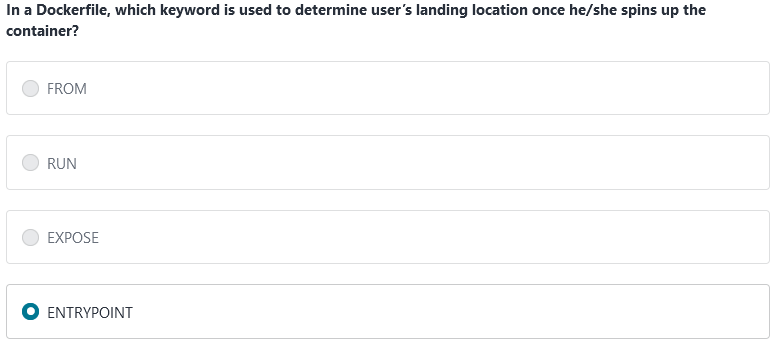 In a Dockerfile, which keyword is used to determine user’s landing location once he/she spins up the
container?
FROM
RUN
EXPOSE
ENTRYPOINT